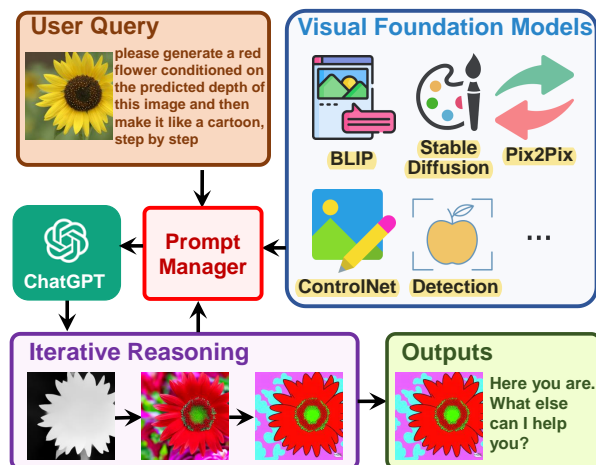 User Query
please generate a red
flower conditioned on
the predicted depth of
this image and then
make it like a cartoon,
step by step
Visual Foundation Models
BLIP
Stable
Diffusion
Pix2Pix
ControlNet
Detection
...
ChatGPT
Prompt
Manager
Iterative Reasoning
Outputs
Here you are.
What else
can I help
you?